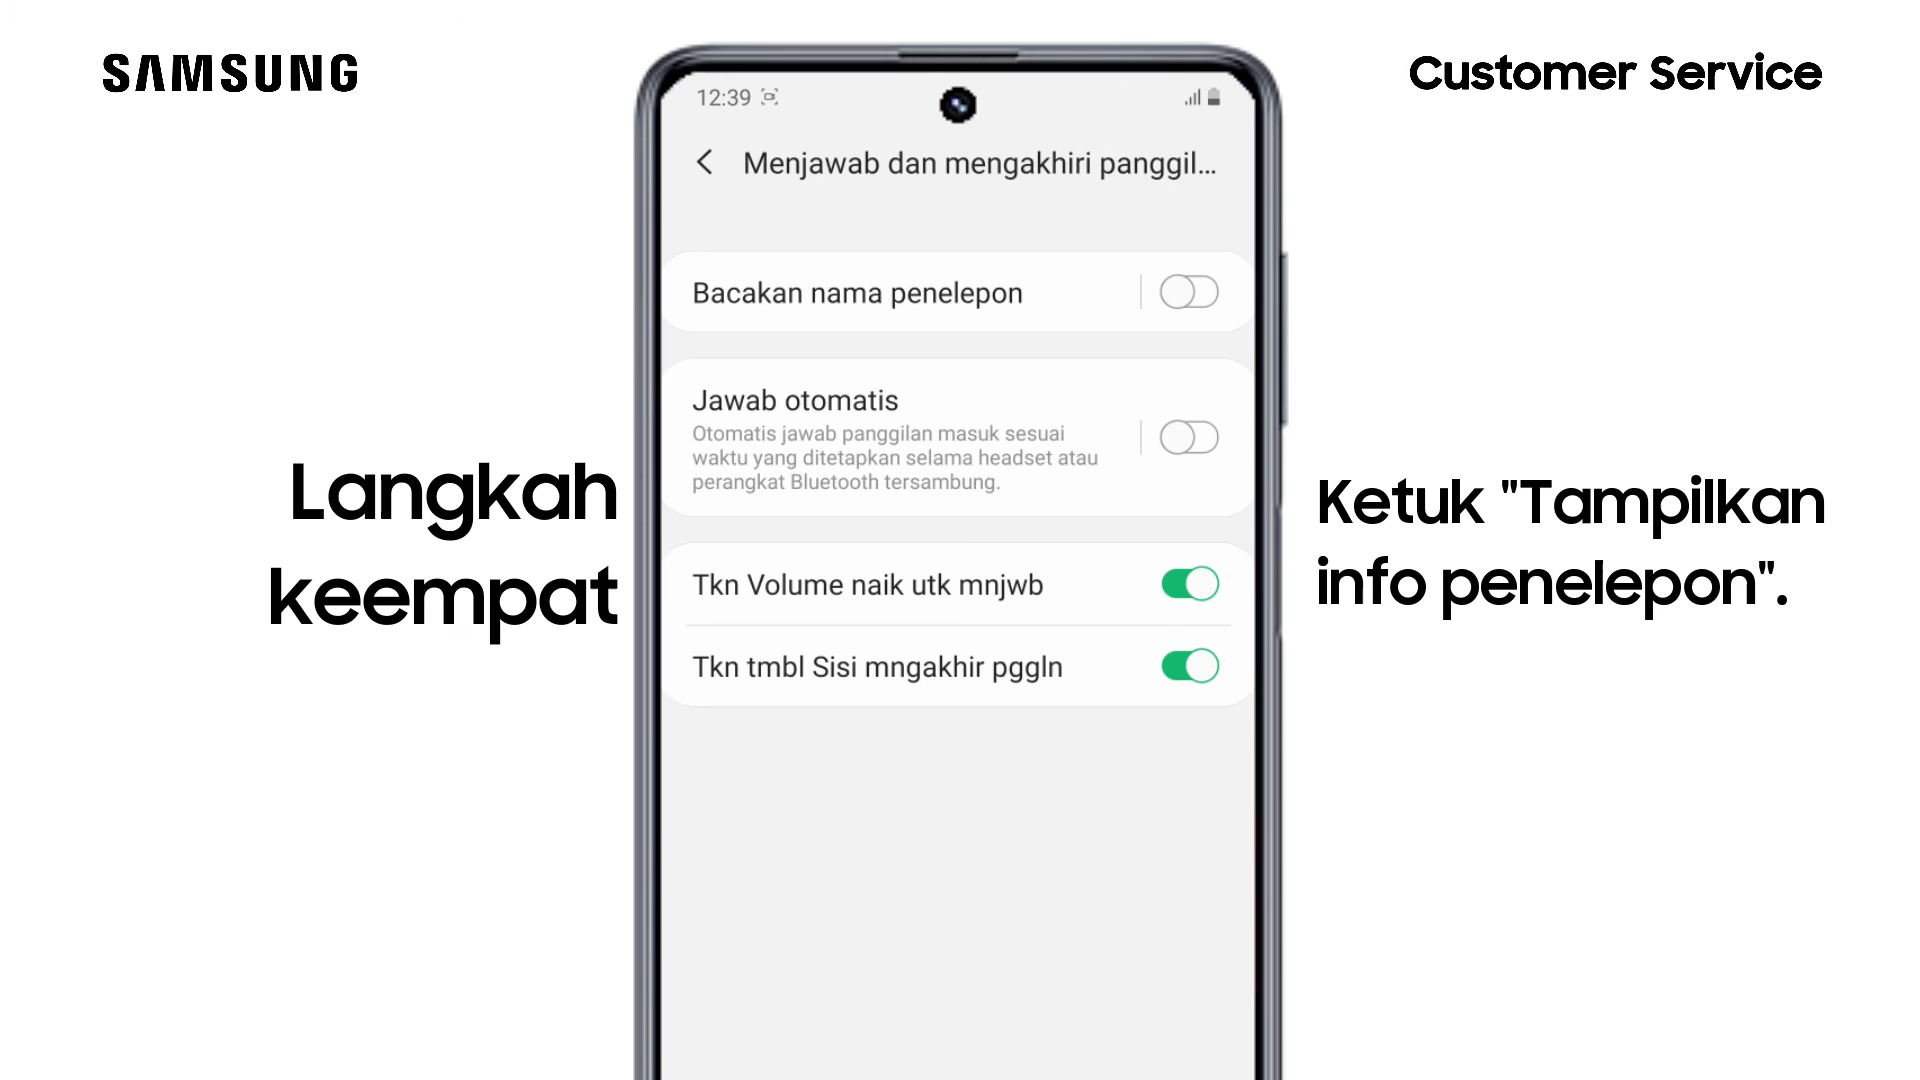 SAMSUNG
Customer Service
12:39
Menjawab dan mengakhiri panggil...
Bacakan nama penelepon
Jawab otomatis
Otomatis jawab panggilan masuk sesuai
waktu yang ditetapkan selama headset atau
perangkat Bluetooth tersambung.
Tkn Volume naik utk mnjwb
Tkn tmbl Sisi mngakhir pggln
Langkah
keempat
Ketuk "Tampilkan
info penelepon".